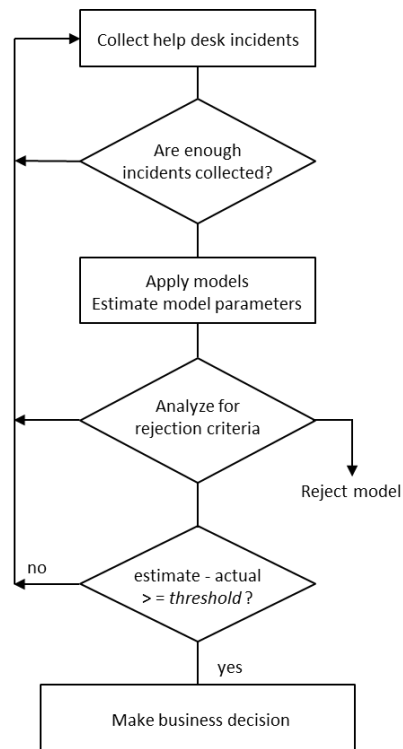 Collect help desk incidents
Are enough
incidents collected?
Apply models
Estimate model parameters
Analyze for
rejection criteria
Reject model
no
estimate - actual
> = threshold ?
yes
Make business decision